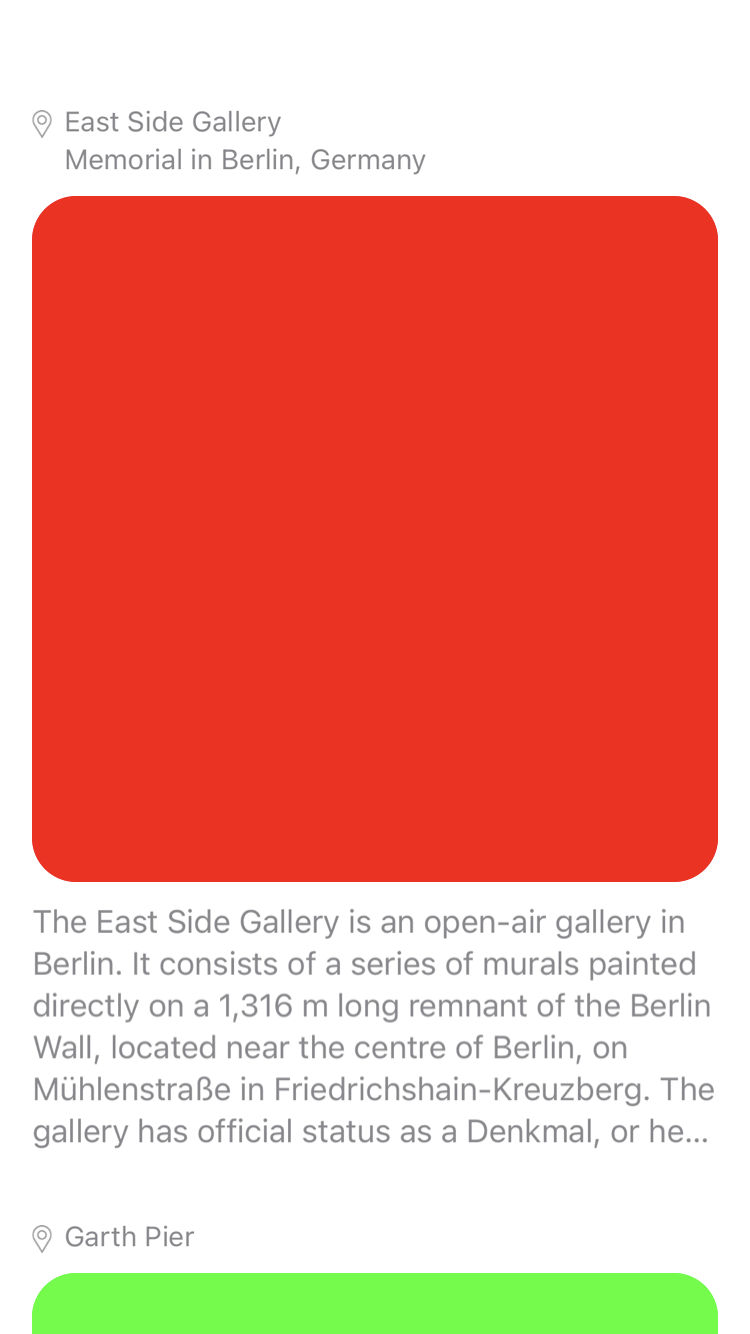 East Side Gallery
Memorial in Berlin, Germany
The East Side Gallery is an open-air gallery in
Berlin. It consists of a series of murals painted
directly on a 1,316 m long remnant of the Berlin
Wall, located near the centre of Berlin, on
Mühlenstraße in Friedrichshain-Kreuzberg. The
gallery has official status as a Denkmal, or he...
Garth Pier